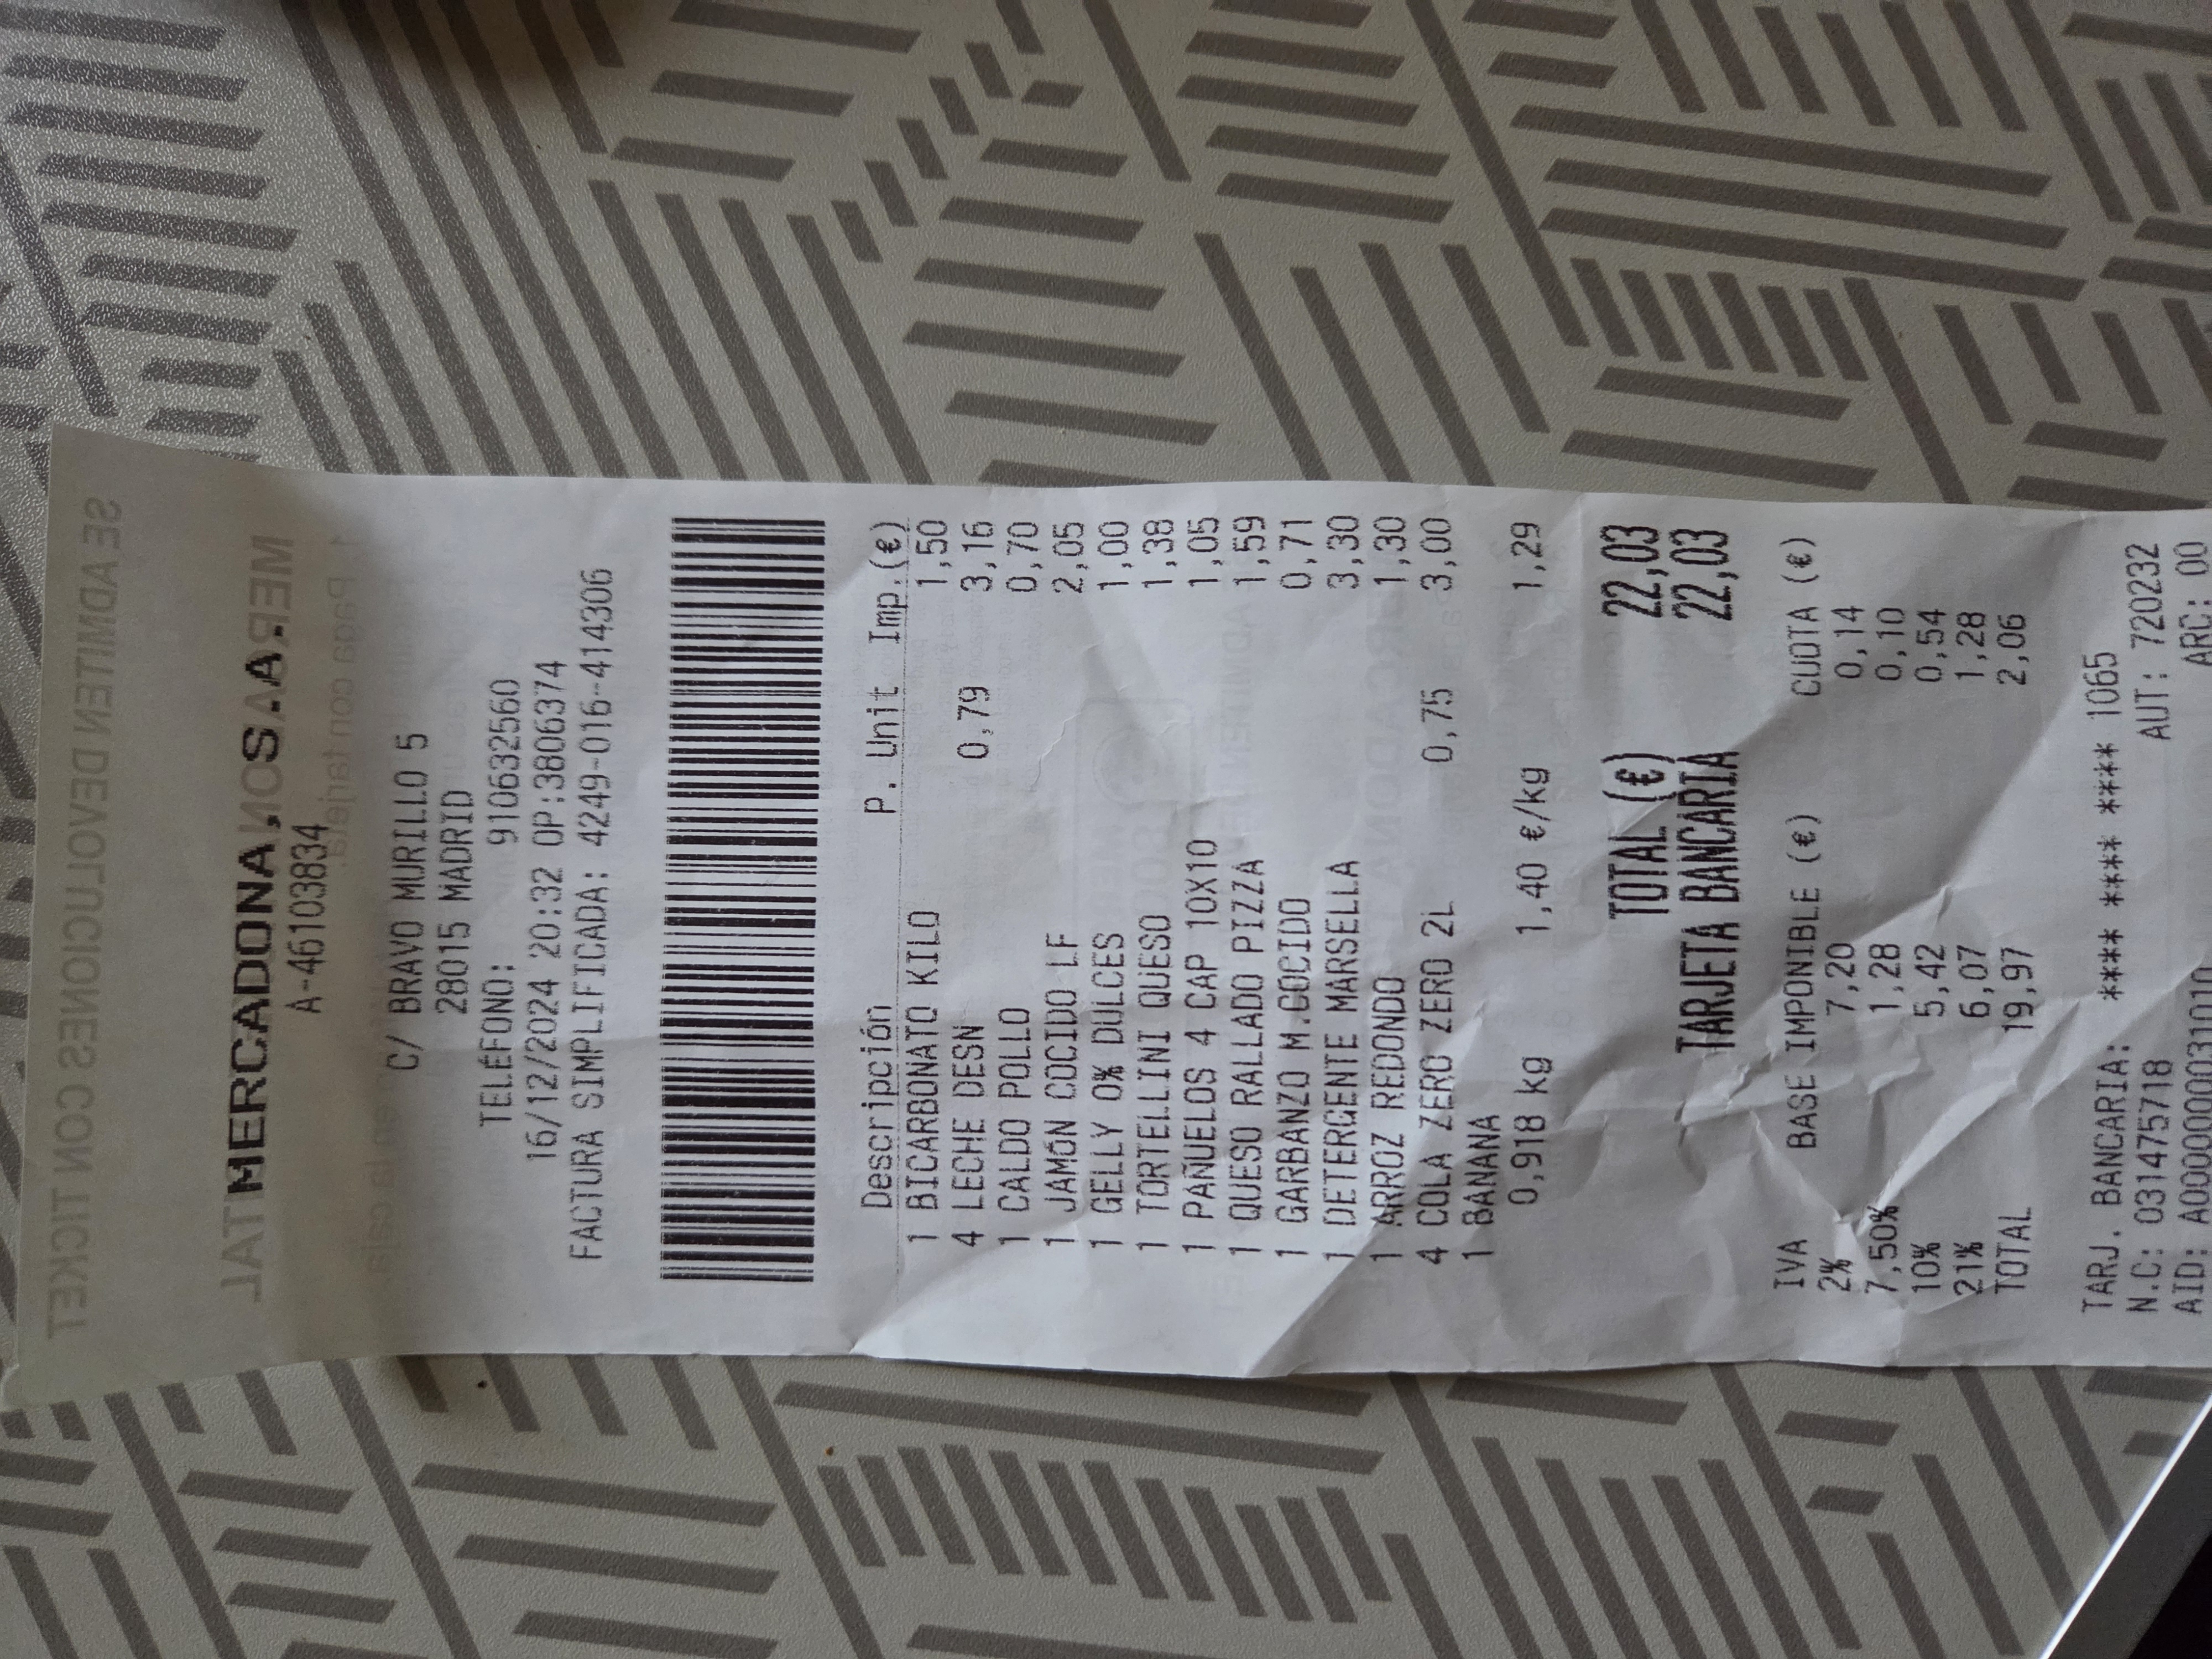 SE ADMITEN DEVOLUCIONES CON TICKET
MERCADONA, S.A.
A-46103834
C/ BRAVO MURILLO 5
28015 MADRID
TELÉFONO: 910632560
16/12/2024 20:32 OP:3806374
FACTURA SIMPLIFICADA: 4249-016-414306
Descripción P. Unit Imp.(€)
1 BICARBONATO KILO 1,50
4 LECHE DESN 0,79 3,16
1 CALDO POLLO 0,70
1 JAMÓN COCIDO LF 2,05
1 GELLY 0% DULCES 1,00
1 TORTELLINI QUESO 1,38
1 PAÑUELOS 4 CAP 10X10 1,05
1 QUESO RALLADO PIZZA 1,59
1 GARBANZO M.COCIDO 0,71
1 DETERGENTE MARSELLA 3,30
1 ARROZ REDONDO 1,30
4 COLA ZERO ZERO 2L 0,75 3,00
1 BANANA
0,918 kg 1,40 €/kg 1,29
TOTAL (€) 22,03
TARJETA BANCARIA 22,03
IVA BASE IMPONIBLE (€) CUOTA (€)
2% 7,20 0,14
7,50% 1,28 0,10
10% 5,42 0,54
21% 6,07 1,28
TOTAL 19,97 2,06
TARJ. BANCARIA: **** **** **** 1065
N.C: 031475718 AUT: 720232
AID: A0000000031010 ARC: 00